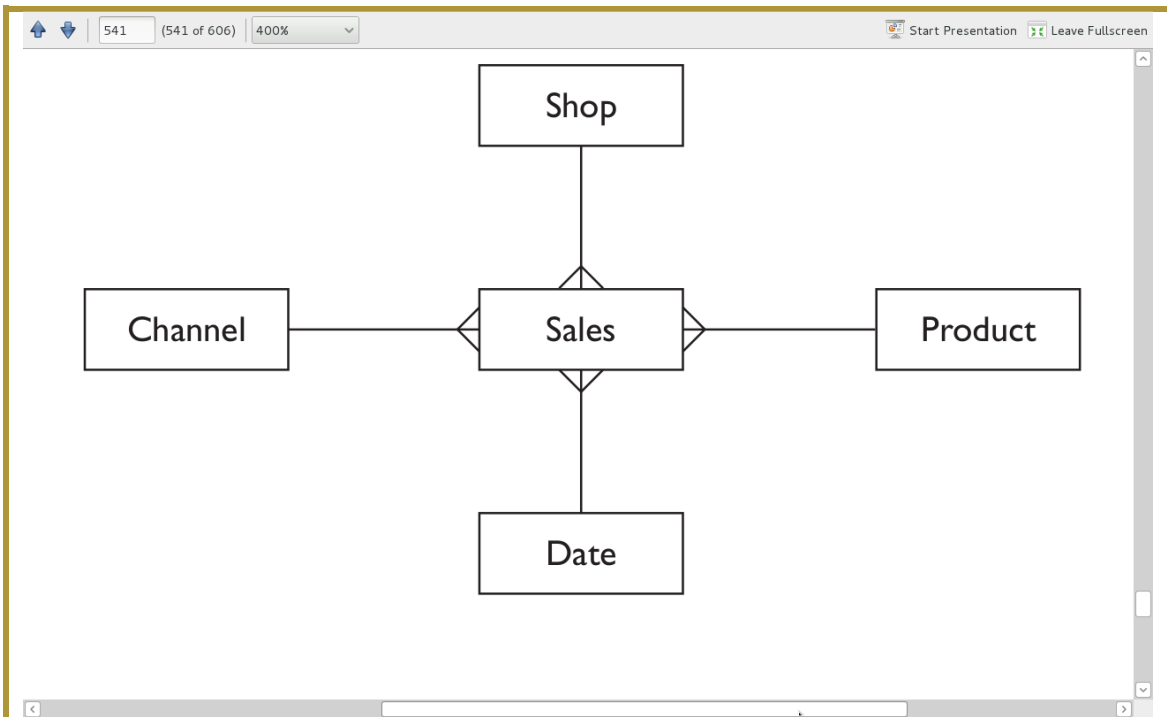 541 (541 of 606) 400% Start Presentation Leave Fullscreen
Shop
Channel Sales Product
Date